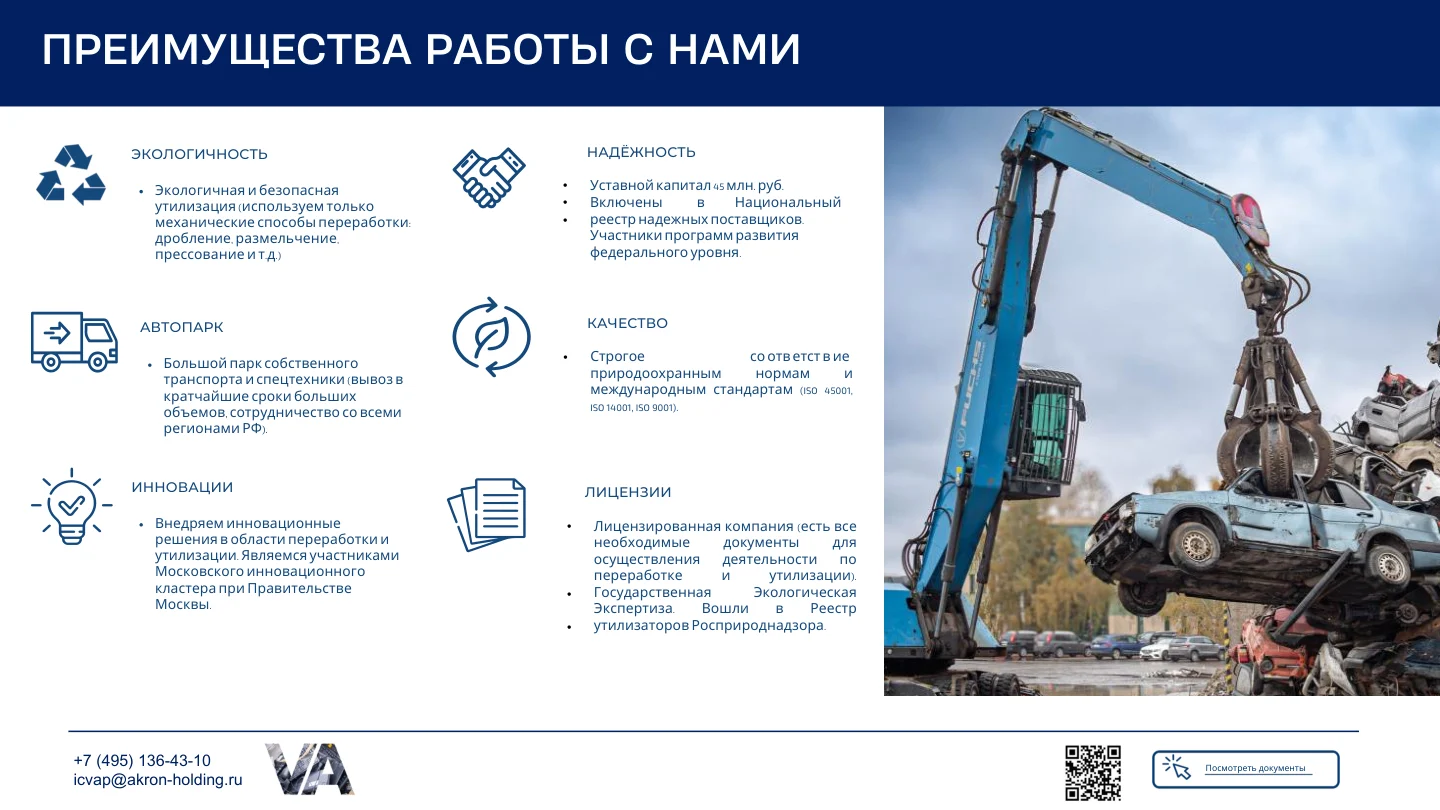 ПРЕИМУЩЕСТВА РАБОТЫ С НАМИ
ЭКОЛОГИЧНОСТЬ
• Экологичная и безопасная
утилизация (используем только
механические способы переработки:
дробление, размельчение,
прессование и т.д.)
АВТОПАРК
• Большой парк собственного
транспорта и спецтехники (вывоз в
кратчайшие сроки больших
объемов, сотрудничество со всеми
регионами РФ).
ИННОВАЦИИ
• Внедряем инновационные
решения в области переработки и
утилизации. Являемся участниками
Московского инновационного
кластера при Правительстве
Москвы.
НАДЁЖНОСТЬ
• Уставной капитал 45 млн. руб.
• Включены в Национальный
• реестр надежных поставщиков.
Участники программ развития
федерального уровня.
КАЧЕСТВО
• Строгое соответствие
природоохранным нормам и
международным стандартам (ISO 45001,
ISO 14001, ISO 9001).
ЛИЦЕНЗИИ
• Лицензированная компания (есть все
необходимые документы для
осуществления деятельности по
переработке и утилизации).
• Государственная Экологическая
Экспертиза. Вошли в Реестр
• утилизаторов Росприроднадзора.
FUCHS
+7 (495) 136-43-10
icvap@akron-holding.ru
VA
Посмотреть документы